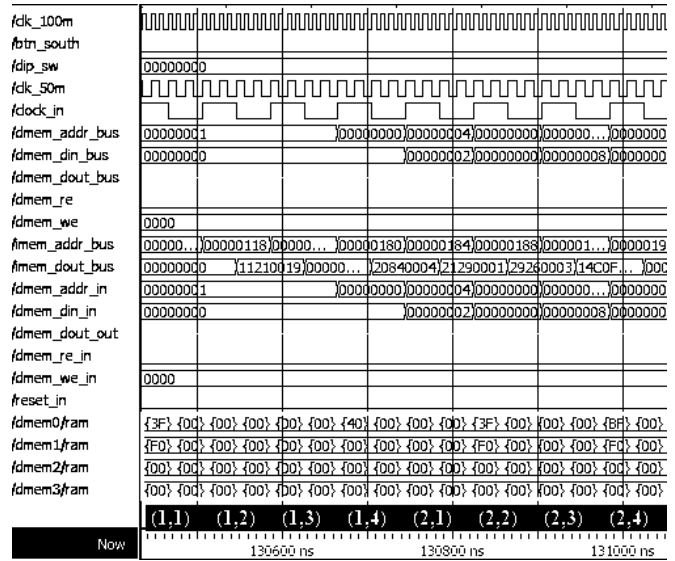 /clk_100m
/btn_south
/dip_sw 00000000
/clk_50m
/clock_in
/dmem_addr_bus 00000001 00000000 00000004 00000000 000000... 0000000
/dmem_din_bus 00000000 00000002 00000000 00000008 0000000
/dmem_dout_bus
/dmem_re
/dmem_we 0000
/imem_addr_bus 00000... 00000118 00000... 00000180 00000184 00000188 000001... 0000019
/imem_dout_bus 00000000 11210019 00000... 20840004 21290001 29260003 14C0F... 000
/dmem_addr_in 00000001 00000000 00000004 00000000 000000... 0000000
/dmem_din_in 00000000 00000002 00000000 00000008 0000000
/dmem_dout_out
/dmem_re_in
/dmem_we_in 0000
/reset_in
/dmem0/ram {3F} {00} {00} {00} {00} {00} {40} {00} {00} {00} {3F} {00} {00} {00} {BF} {00}
/dmem1/ram {F0} {00} {00} {00} {00} {00} {00} {00} {00} {00} {F0} {00} {00} {00} {F0} {00}
/dmem2/ram {00} {00} {00} {00} {00} {00} {00} {00} {00} {00} {00} {00} {00} {00} {00} {00}
/dmem3/ram {00} {00} {00} {00} {00} {00} {00} {00} {00} {00} {00} {00} {00} {00} {00} {00}
(1,1) (1,2) (1,3) (1,4) (2,1) (2,2) (2,3) (2,4)
Now 130600 ns 130800 ns 131000 ns